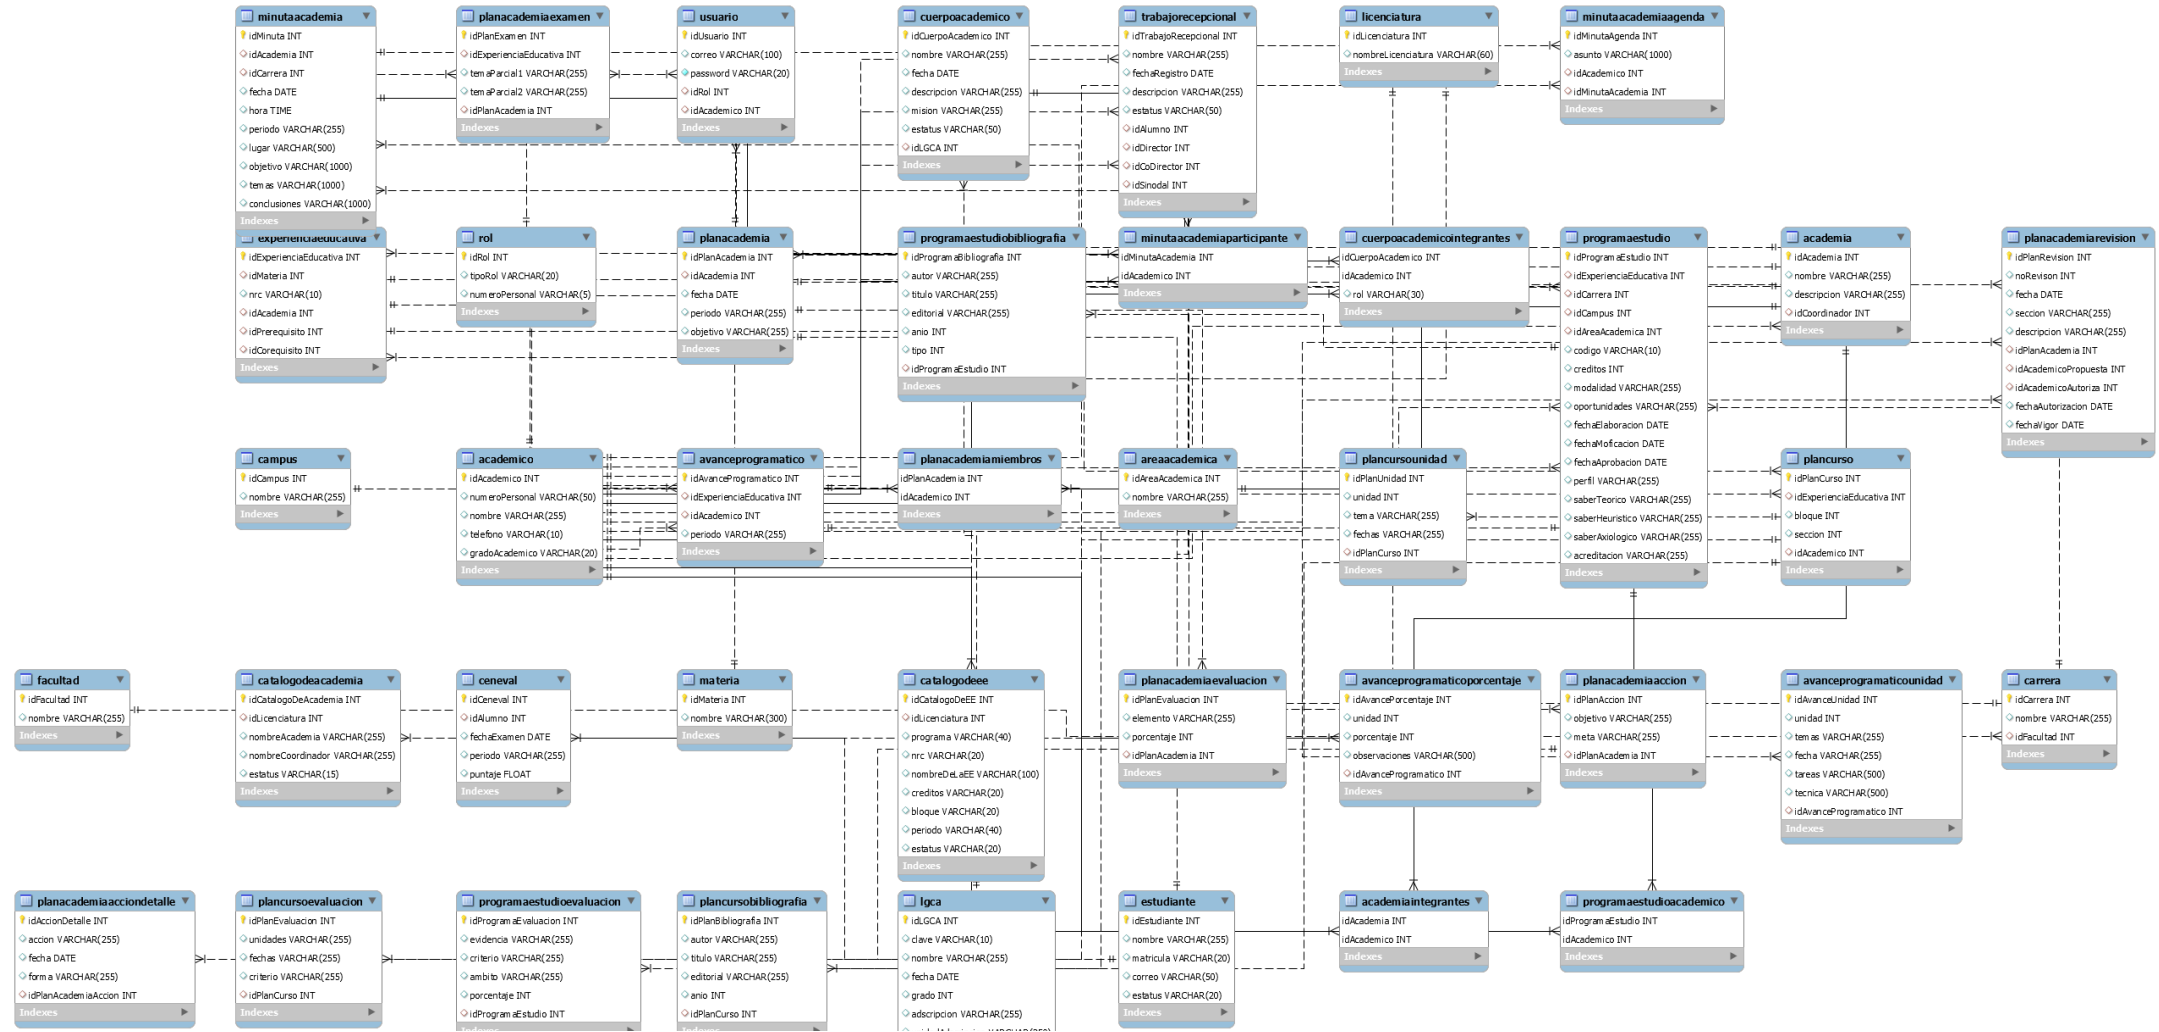 minutaacademia
idMinuta INT
idAcademia INT
idCarrera INT
fecha DATE
hora TIME
periodo VARCHAR(255)
lugar VARCHAR(500)
objetivo VARCHAR(1000)
temas VARCHAR(1000)
conclusiones VARCHAR(1000)
Indexes
planacademiaexamen
idPlanExamen INT
idExperienciaEducativa INT
temaParcial1 VARCHAR(255)
temaParcial2 VARCHAR(255)
idPlanAcademia INT
Indexes
usuario
idUsuario INT
correo VARCHAR(100)
password VARCHAR(20)
idRol INT
idAcademico INT
Indexes
cuerpoacademico
idCuerpoAcademico INT
nombre VARCHAR(255)
fecha DATE
descripcion VARCHAR(255)
mision VARCHAR(255)
estatus VARCHAR(50)
idLGCA INT
Indexes
trabajorecepcional
idTrabajoRecepcional INT
nombre VARCHAR(255)
fechaRegistro DATE
descripcion VARCHAR(255)
estatus VARCHAR(50)
idAlumno INT
idDirector INT
idCoDirector INT
idSinodal INT
Indexes
licenciatura
idLicenciatura INT
nombreLicenciatura VARCHAR(60)
Indexes
minutaacademiaagenda
idMinutaAgenda INT
asunto VARCHAR(1000)
idAcademico INT
idMinutaAcademia INT
Indexes
experienciaeducativa
idExperienciaEducativa INT
idMateria INT
nrc VARCHAR(10)
idAcademia INT
idPrerequisito INT
idCorequisito INT
Indexes
rol
idRol INT
tipoRol VARCHAR(20)
numeroPersonal VARCHAR(5)
Indexes
planacademia
idPlanAcademia INT
idAcademia INT
fecha DATE
periodo VARCHAR(255)
objetivo VARCHAR(255)
Indexes
programaestudiobibliografia
idProgramaBibliografia INT
autor VARCHAR(255)
titulo VARCHAR(255)
editorial VARCHAR(255)
anio INT
tipo INT
idProgramaEstudio INT
Indexes
minutaacademiaparticipante
idMinutaAcademia INT
idAcademico INT
Indexes
cuerpoacademicointegrantes
idCuerpoAcademico INT
idAcademico INT
rol VARCHAR(30)
Indexes
programaestudio
idProgramaEstudio INT
idExperienciaEducativa INT
idCarrera INT
idCampus INT
idAreaAcademica INT
codigo VARCHAR(10)
creditos INT
modalidad VARCHAR(255)
oportunidades VARCHAR(255)
fechaElaboracion DATE
fechaMoficacion DATE
fechaAprobacion DATE
perfil VARCHAR(255)
saberTeorico VARCHAR(255)
saberHeuristico VARCHAR(255)
saberAxiologico VARCHAR(255)
acreditacion VARCHAR(255)
Indexes
academia
idAcademia INT
nombre VARCHAR(255)
descripcion VARCHAR(255)
idCoordinador INT
Indexes
planacademiarevision
idPlanRevision INT
noRevison INT
fecha DATE
seccion VARCHAR(255)
descripcion VARCHAR(255)
idPlanAcademia INT
idAcademicoPropuesta INT
idAcademicoAutoriza INT
fechaAutorizacion DATE
fechaVigor DATE
Indexes
campus
idCampus INT
nombre VARCHAR(255)
Indexes
academico
idAcademico INT
numeroPersonal VARCHAR(50)
nombre VARCHAR(255)
telefono VARCHAR(10)
gradoAcademico VARCHAR(20)
Indexes
avanceprogramatico
idAvanceProgramatico INT
idExperienciaEducativa INT
idAcademico INT
periodo VARCHAR(255)
Indexes
planacademiamiembros
idPlanAcademia INT
idAcademico INT
Indexes
areaacademica
idAreaAcademica INT
nombre VARCHAR(255)
Indexes
plancursounidad
idPlanUnidad INT
unidad INT
tema VARCHAR(255)
fechas VARCHAR(255)
idPlanCurso INT
Indexes
plancurso
idPlanCurso INT
idExperienciaEducativa INT
bloque INT
seccion INT
idAcademico INT
Indexes
facultad
idFacultad INT
nombre VARCHAR(255)
Indexes
catalogodeacademia
idCatalogoDeAcademia INT
idLicenciatura INT
nombreAcademia VARCHAR(255)
nombreCoordinador VARCHAR(255)
estatus VARCHAR(15)
Indexes
ceneval
idCeneval INT
idAlumno INT
fechaExamen DATE
periodo VARCHAR(255)
puntaje FLOAT
Indexes
materia
idMateria INT
nombre VARCHAR(300)
Indexes
catalogodeee
idCatalogoDeEE INT
idLicenciatura INT
programa VARCHAR(40)
nrc VARCHAR(20)
nombreDeLaEE VARCHAR(100)
creditos VARCHAR(20)
bloque VARCHAR(20)
periodo VARCHAR(40)
estatus VARCHAR(20)
Indexes
planacademiaevaluacion
idPlanEvaluacion INT
elemento VARCHAR(255)
porcentaje INT
idPlanAcademia INT
Indexes
avanceprogramaticoporcentaje
idAvancePorcentaje INT
unidad INT
porcentaje INT
observaciones VARCHAR(500)
idAvanceProgramatico INT
Indexes
planacademiaaccion
idPlanAccion INT
objetivo VARCHAR(255)
meta VARCHAR(255)
idPlanAcademia INT
Indexes
avanceprogramaticounidad
idAvanceUnidad INT
unidad INT
temas VARCHAR(255)
fecha VARCHAR(255)
tareas VARCHAR(500)
tecnica VARCHAR(500)
idAvanceProgramatico INT
Indexes
carrera
idCarrera INT
nombre VARCHAR(255)
idFacultad INT
Indexes
planacademiaacciondetalle
idAccionDetalle INT
accion VARCHAR(255)
fecha DATE
forma VARCHAR(255)
idPlanAcademiaAccion INT
Indexes
plancursoevaluacion
idPlanEvaluacion INT
unidades VARCHAR(255)
fechas VARCHAR(255)
criterio VARCHAR(255)
idPlanCurso INT
Indexes
programaestudioevaluacion
idProgramaEvaluacion INT
evidencia VARCHAR(255)
criterio VARCHAR(255)
ambito VARCHAR(255)
porcentaje INT
idProgramaEstudio INT
Indexes
plancursobibliografia
idPlanBibliografia INT
autor VARCHAR(255)
titulo VARCHAR(255)
editorial VARCHAR(255)
anio INT
idPlanCurso INT
Indexes
lgca
idLGCA INT
clave VARCHAR(10)
nombre VARCHAR(255)
fecha DATE
grado INT
adscripcion VARCHAR(255)
estudiante
idEstudiante INT
nombre VARCHAR(255)
matricula VARCHAR(20)
correo VARCHAR(50)
estatus VARCHAR(20)
Indexes
academiaintegrantes
idAcademia INT
idAcademico INT
Indexes
programaestudioacademico
idProgramaEstudio INT
idAcademico INT
Indexes